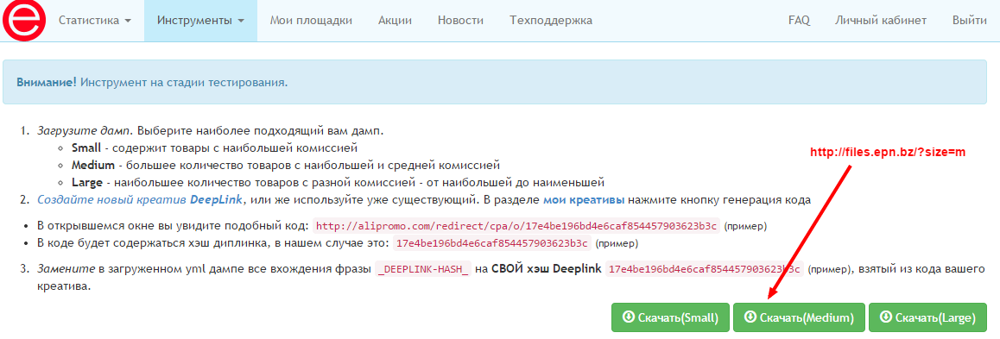 e Статистика Инструменты Мои площадки Акции Новости Техподдержка FAQ Личный кабинет Выйти
Внимание! Инструмент на стадии тестирования.
1. Загрузите дамп. Выберите наиболее подходящий вам дамп.
Small - содержит товары с наибольшей комиссией
Medium - большее количество товаров с наибольшей и средней комиссией
Large - наибольшее количество товаров с разной комиссией - от наибольшей до наименьшей
http://files.epn.bz/?size=m
2. Создайте новый креатив DeepLink, или же используйте уже существующий. В разделе мои креативы нажмите кнопку генерация кода
• В открывшемся окне вы увидите подобный код: http://alipromo.com/redirect/cpa/o/17e4be196bd4e6caf854457903623b3c (пример)
• В коде будет содержаться хэш диплинка, в нашем случае это: 17e4be196bd4e6caf854457903623b3c (пример)
3. Замените в загруженном yml дампе все вхождения фразы _DEEPLINK-HASH_ на СВОЙ хэш Deeplink 17e4be196bd4e6caf854457903623b3c (пример), взятый из кода вашего
креатива.
Скачать(Small) Скачать(Medium) Скачать(Large)